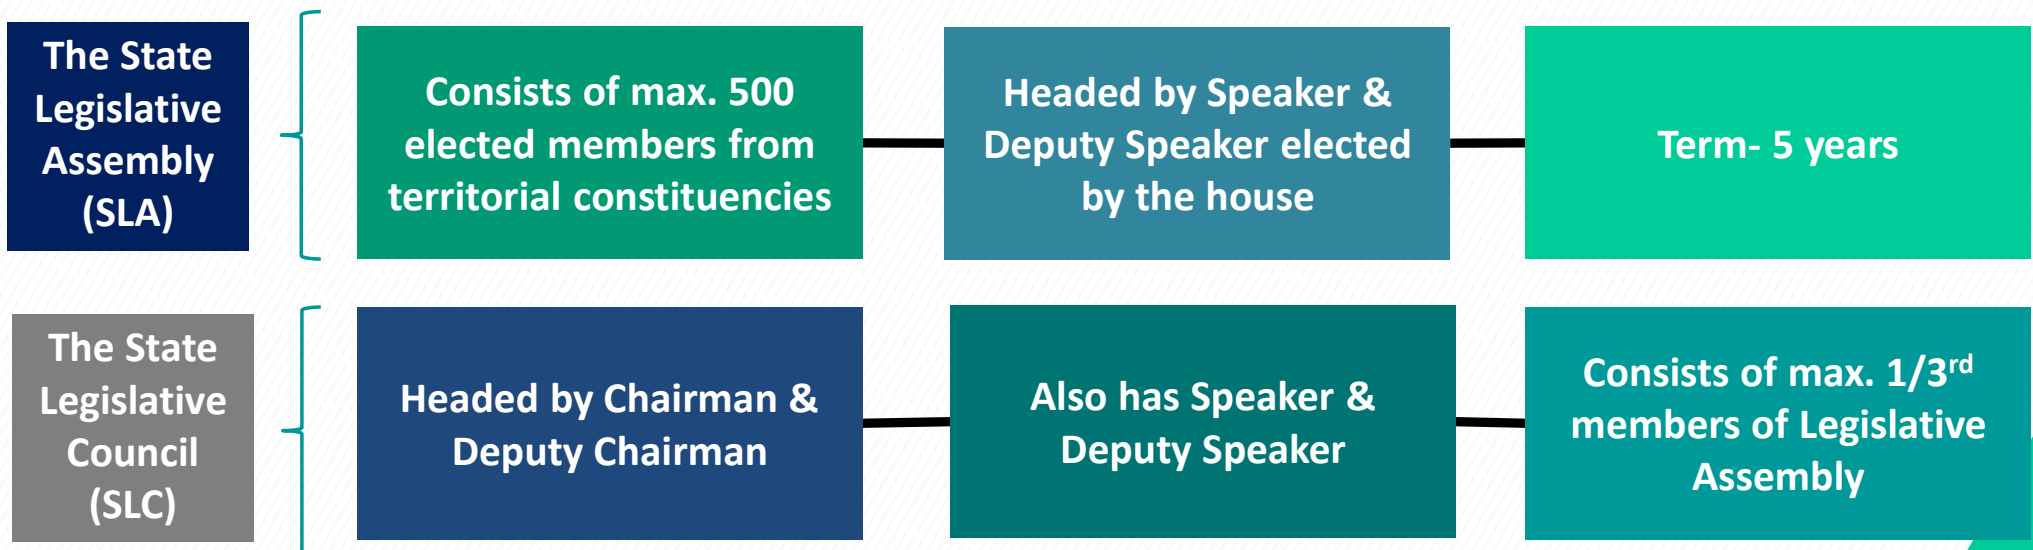 The State
Legislative
Assembly
(SLA)
Consists of max. 500
elected members from
territorial constituencies
Headed by Speaker &
Deputy Speaker elected
by the house
Term- 5 years
The State
Legislative
Council
(SLC)
Headed by Chairman &
Deputy Chairman
Also has Speaker &
Deputy Speaker
Consists of max. 1/3rd
members of Legislative
Assembly